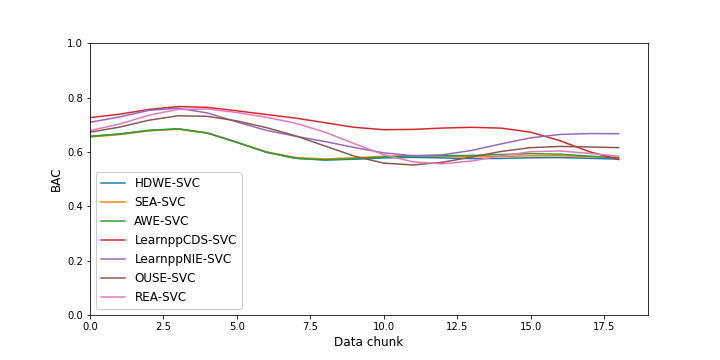 1.0
0.8
0.6
0.4
0.2
0.0
BAC
HDWE-SVC
SEA-SVC
AWE-SVC
LearnppCDS-SVC
LearnppNIE-SVC
OUSE-SVC
REA-SVC
0.0 2.5 5.0 7.5 10.0 12.5 15.0 17.5
Data chunk